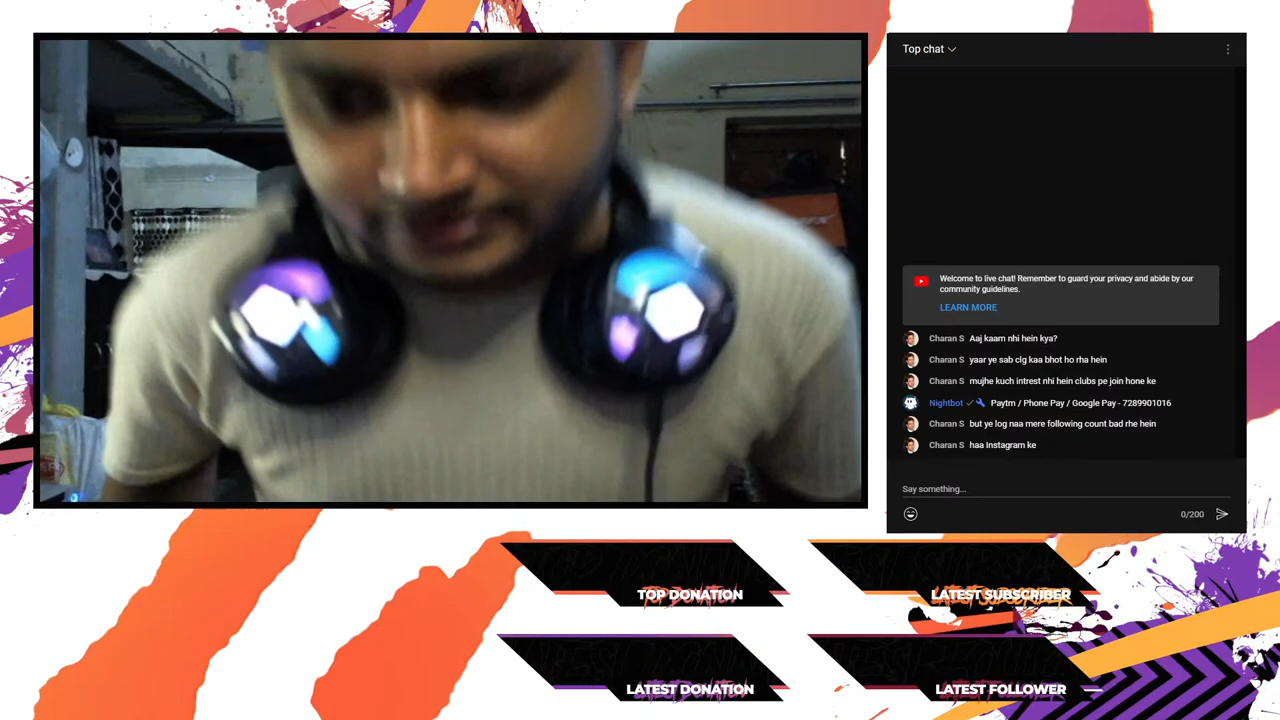 Top chat
Welcome to live chat! Remember to guard your privacy and abide by our
community guidelines.
LEARN MORE
Charan S Aaj kaam nhi hein kya?
Charan S yaar ye sab clg kaa bhot ho rha hein
Charan S mujhe kuch intrest nhi hein clubs pe join hone ke
Nightbot Paytm / Phone Pay / Google Pay - 7289901016
Charan S but ye log naa mere following count bad rhe hein
Charan S haa Instagram ke
Say something...
0/200
TOP DONATION
LATEST SUBSCRIBER
LATEST DONATION
LATEST FOLLOWER